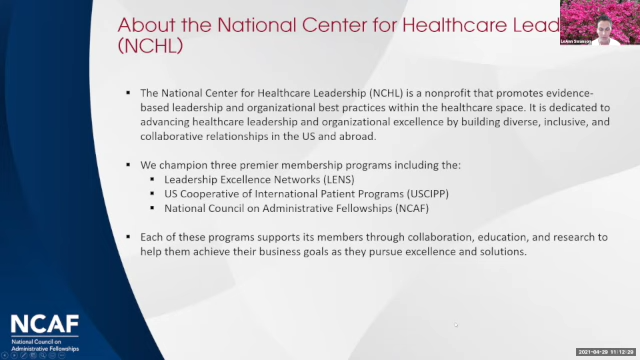 About the National Center for Healthcare Lead
(NCHL)
LeAnn Swanson
▪ The National Center for Healthcare Leadership (NCHL) is a nonprofit that promotes evidence-
based leadership and organizational best practices within the healthcare space. It is dedicated to
advancing healthcare leadership and organizational excellence by building diverse, inclusive, and
collaborative relationships in the US and abroad.
▪ We champion three premier membership programs including the:
▪ Leadership Excellence Networks (LENS)
▪ US Cooperative of International Patient Programs (USCIPP)
▪ National Council on Administrative Fellowships (NCAF)
▪ Each of these programs supports its members through collaboration, education, and research to
help them achieve their business goals as they pursue excellence and solutions.
NCAF
National Council on
Administrative Fellowships
2021-04-29 11:12:29